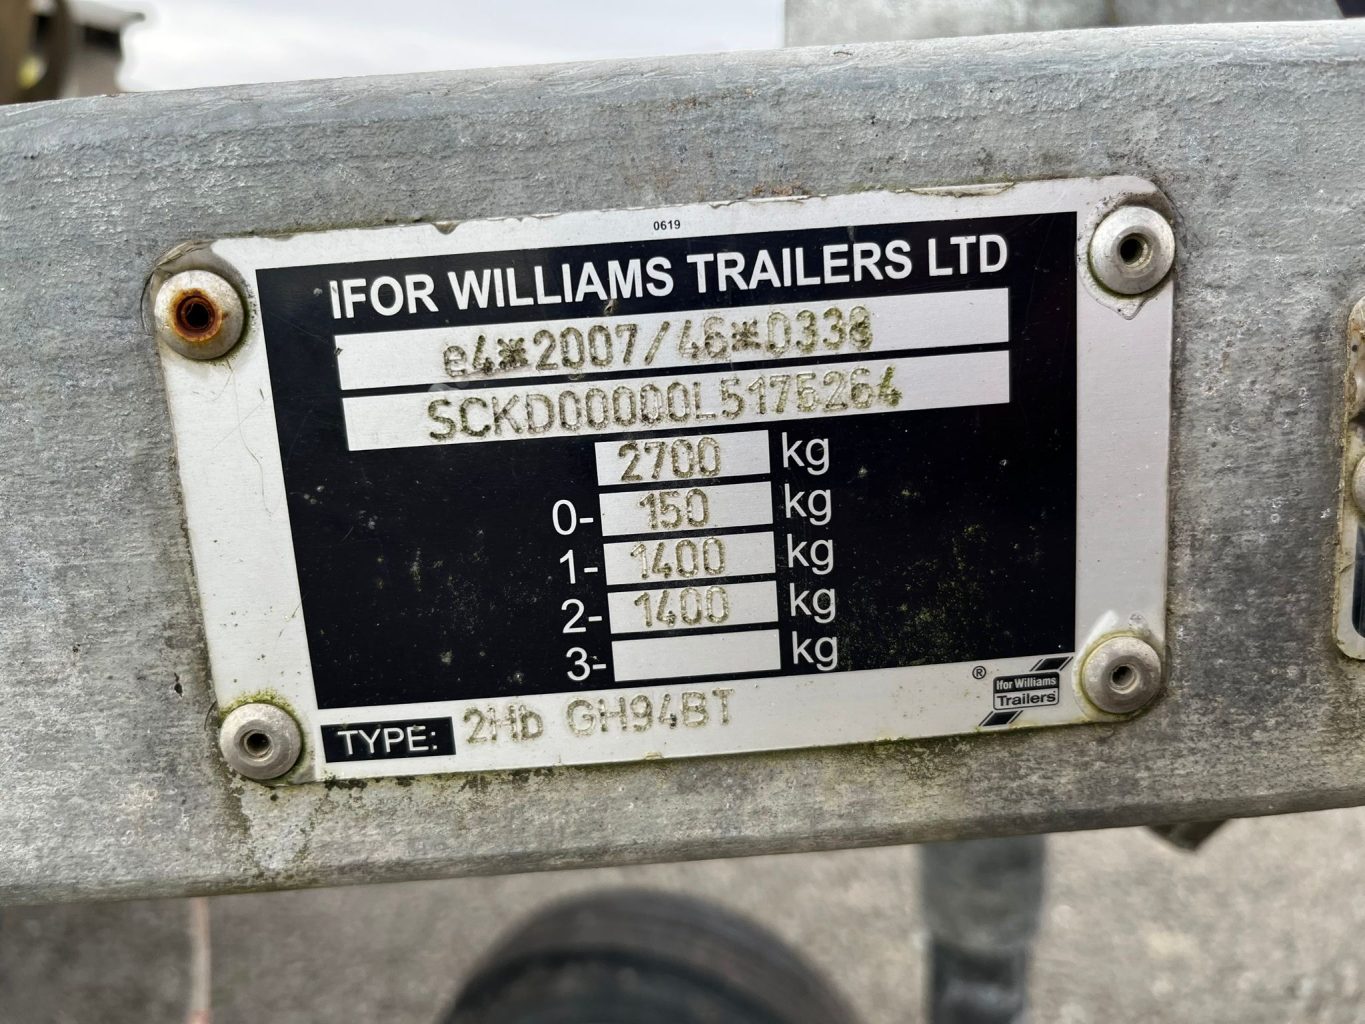 0619
IFOR WILLIAMS TRAILERS LTD
e4*2007/46*0338
SCKD00000L5175264
2700 kg
0- 150 kg
1- 1400 kg
2- 1400 kg
3- kg
TYPE: 2Hb GH94BT
®
Ifor Williams
Trailers